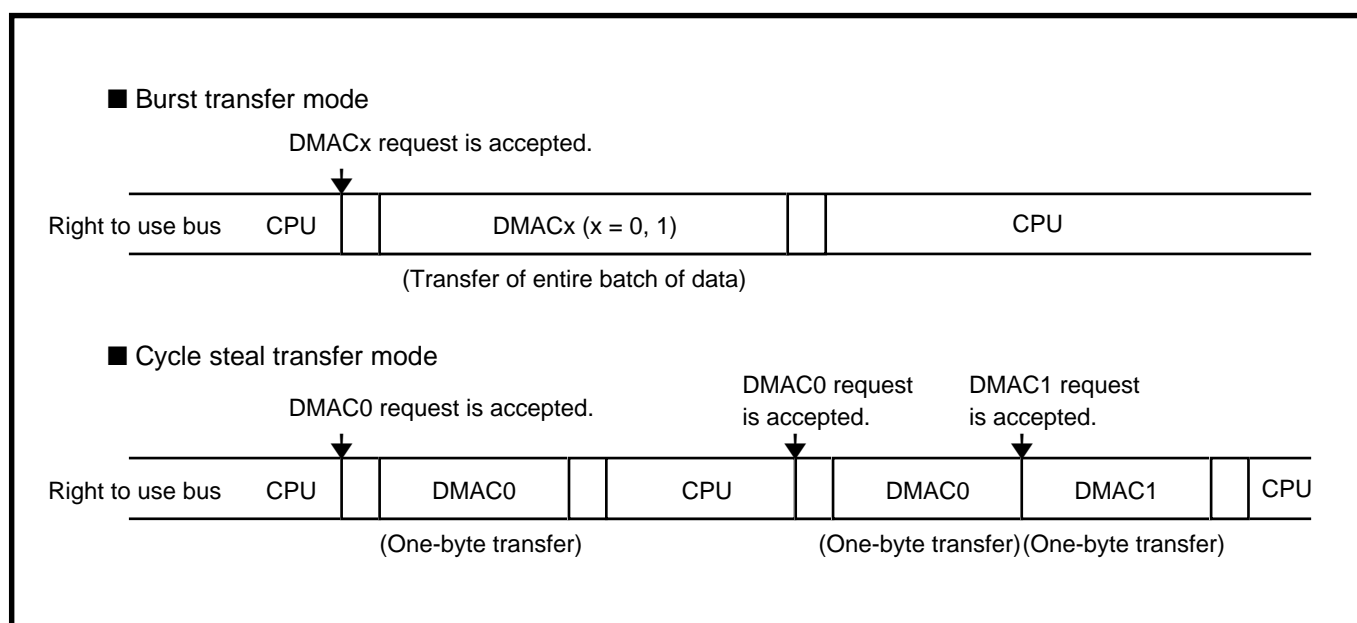 ■ Burst transfer mode
DMACx request is accepted.
Right to use bus CPU DMACx (x = 0, 1) CPU
(Transfer of entire batch of data)
■ Cycle steal transfer mode
DMAC0 request is accepted.
DMAC0 request
is accepted.
DMAC1 request
is accepted.
Right to use bus CPU DMAC0 CPU DMAC0 DMAC1 CPU
(One-byte transfer) (One-byte transfer) (One-byte transfer)